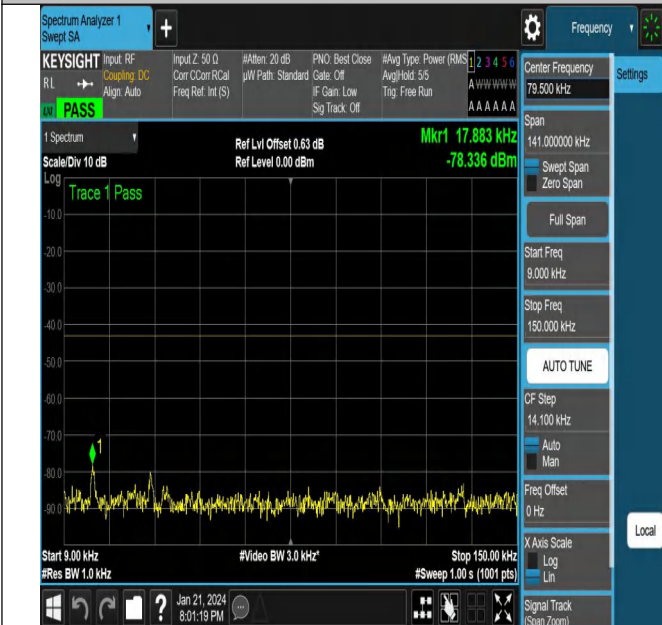 Spectrum Analyzer 1
Swept SA
+
Frequency
KEYSIGHT
RL
Input: RF
Coupling: DC
Align: Auto
Input Z: 50 Ω
Corr CCorr RCal
Freq Ref: Int (S)
#Atten: 20 dB
µW Path: Standard
PNO: Best Close
Gate: Off
IF Gain: Low
Sig Track: Off
#Avg Type: Power (RMS
Avg|Hold: 5/5
Trig: Free Run
1 2 3 4 5 6
A W W W W W
A A A A A A
PASS
1 Spectrum
Scale/Div 10 dB
Ref Lvl Offset 0.63 dB
Ref Level 0.00 dBm
Mkr1 17.883 kHz
-78.336 dBm
Log
Trace 1 Pass
-10.0
-20.0
-30.0
-40.0
-50.0
-60.0
-70.0
-80.0
-90.0
1
Start 9.00 kHz
#Res BW 1.0 kHz
#Video BW 3.0 kHz*
Stop 150.00 kHz
#Sweep 1.00 s (1001 pts)
?
Jan 21, 2024
8:01:19 PM
Center Frequency
79.500 kHz
Settings
Span
141.000000 kHz
Swept Span
Zero Span
Full Span
Start Freq
9.000 kHz
Stop Freq
150.000 kHz
AUTO TUNE
CF Step
14.100 kHz
Auto
Man
Freq Offset
0 Hz
Local
X Axis Scale
Log
Lin
Signal Track
(Span Zoom)